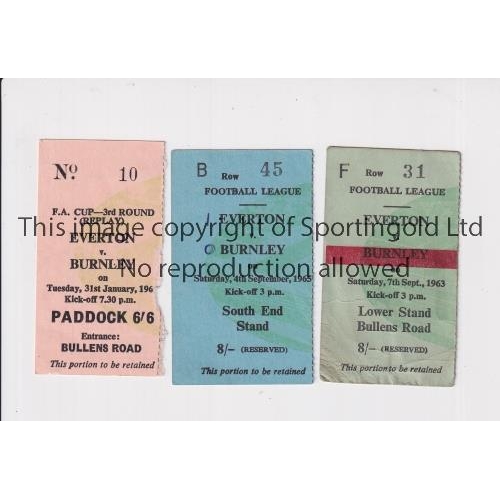 Nº 10
F.A. CUP—3rd ROUND
(REPLAY)
EVERTON
v.
BURNLEY
on
Tuesday, 31st January, 196
Kick-off 7.30 p.m.
PADDOCK 6/6
Entrance:
BULLENS ROAD
This portion to be retained
B Row 45
FOOTBALL LEAGUE
EVERTON
BURNLEY
Saturday, 4th September, 1965
Kick-off 3 p.m.
South End
Stand
8/– (RESERVED)
This portion to be retained
F Row 31
FOOTBALL LEAGUE
EVERTON
v
BURNLEY
Saturday, 7th Sept., 1963
Kick-off 3 p.m.
Lower Stand
Bullens Road
8/– (RESERVED)
This portion to be retained
This image is copyright of Sportingold Ltd
No reproduction allowed